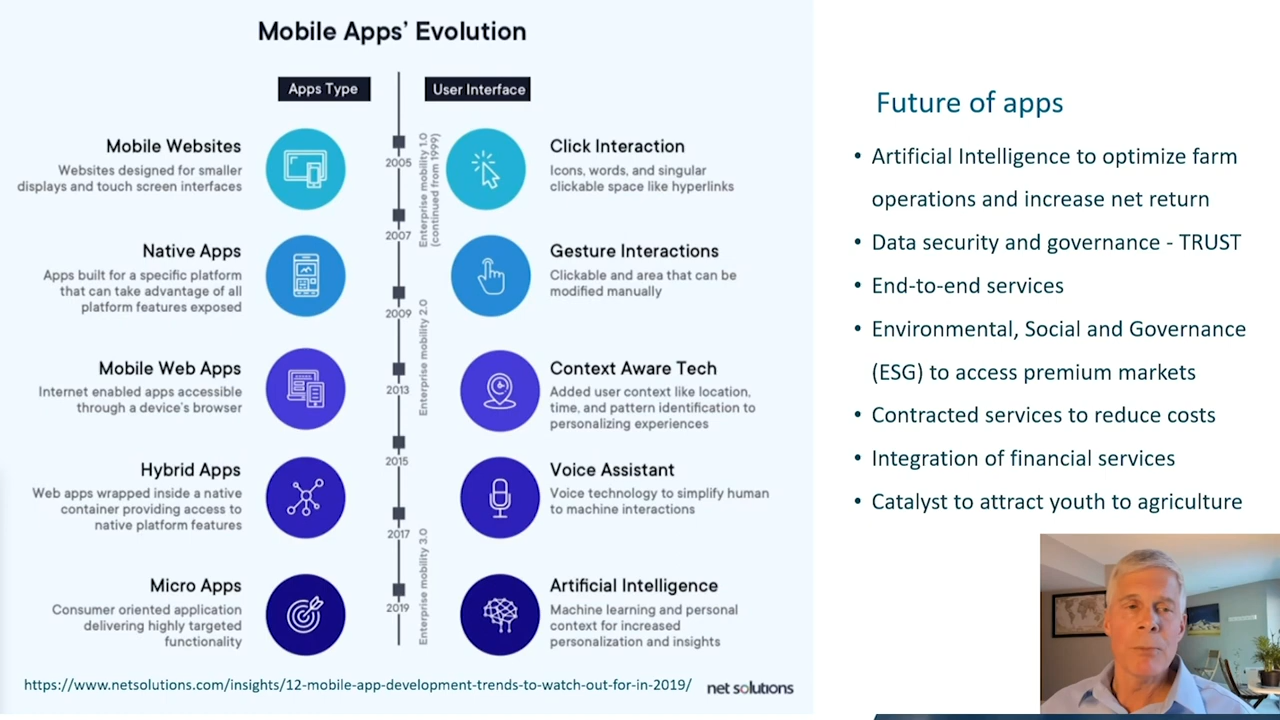 Mobile Apps' Evolution
Apps Type
User Interface
Mobile Websites
Websites designed for smaller
displays and touch screen interfaces
Click Interaction
Icons, words, and singular
clickable space like hyperlinks
2005
Enterprise mobility 1.0
(continued from 1999)
2007
Native Apps
Apps built for a specific platform
that can take advantage of all
platform features exposed
Gesture Interactions
Clickable and area that can be
modified manually
2009
Enterprise mobility 2.0
Mobile Web Apps
Internet enabled apps accessible
through a device's browser
Context Aware Tech
Added user context like location,
time, and pattern identification to
personalizing experiences
2013
2015
Hybrid Apps
Web apps wrapped inside a native
container providing access to
native platform features
Voice Assistant
Voice technology to simplify human
to machine interactions
2017
Enterprise mobility 3.0
Micro Apps
Consumer oriented application
delivering highly targeted
functionality
Artificial Intelligence
Machine learning and personal
context for increased
personalization and insights
2019
https://www.netsolutions.com/insights/12-mobile-app-development-trends-to-watch-out-for-in-2019/
net solutions
Future of apps
• Artificial Intelligence to optimize farm
operations and increase net return
• Data security and governance - TRUST
• End-to-end services
• Environmental, Social and Governance
(ESG) to access premium markets
• Contracted services to reduce costs
• Integration of financial services
• Catalyst to attract youth to agriculture